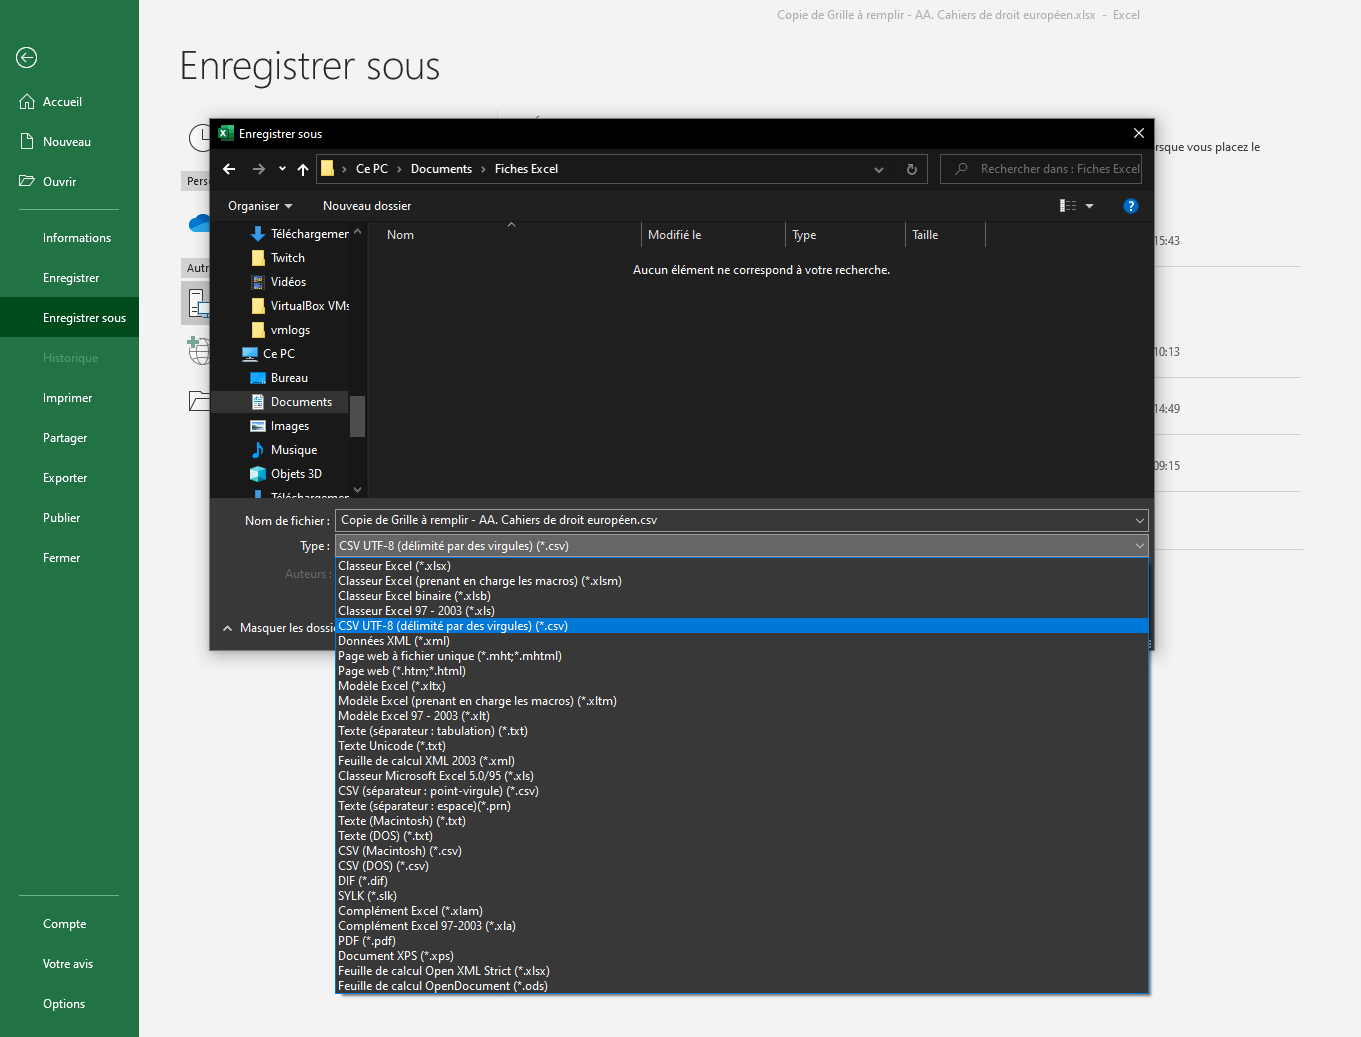 Copie de Grille à remplir - AA. Cahiers de droit européen.xlsx - Excel
Enregistrer sous
Accueil
Nouveau
Ouvrir
Informations
Enregistrer
Enregistrer sous
Historique
Imprimer
Partager
Exporter
Publier
Fermer
Compte
Votre avis
Options
Pers
Autr
rsque vous placez le
15:43
10:13
14:49
09:15
Enregistrer sous
Ce PC > Documents > Fiches Excel
Rechercher dans : Fiches Excel
Organiser
Nouveau dossier
Téléchargemer
Twitch
Vidéos
VirtualBox VMs
vmlogs
Ce PC
Bureau
Documents
Images
Musique
Objets 3D
Téléchargemer
Nom
Modifié le
Type
Taille
Aucun élément ne correspond à votre recherche.
Nom de fichier : Copie de Grille à remplir - AA. Cahiers de droit européen.csv
Type : CSV UTF-8 (délimité par des virgules) (*.csv)
Auteurs :
Masquer les dossie
Classeur Excel (*.xlsx)
Classeur Excel (prenant en charge les macros) (*.xlsm)
Classeur Excel binaire (*.xlsb)
Classeur Excel 97 - 2003 (*.xls)
CSV UTF-8 (délimité par des virgules) (*.csv)
Données XML (*.xml)
Page web à fichier unique (*.mht;*.mhtml)
Page web (*.htm;*.html)
Modèle Excel (*.xltx)
Modèle Excel (prenant en charge les macros) (*.xltm)
Modèle Excel 97 - 2003 (*.xlt)
Texte (séparateur : tabulation) (*.txt)
Texte Unicode (*.txt)
Feuille de calcul XML 2003 (*.xml)
Classeur Microsoft Excel 5.0/95 (*.xls)
CSV (séparateur : point-virgule) (*.csv)
Texte (séparateur : espace)(*.prn)
Texte (Macintosh) (*.txt)
Texte (DOS) (*.txt)
CSV (Macintosh) (*.csv)
CSV (DOS) (*.csv)
DIF (*.dif)
SYLK (*.slk)
Complément Excel (*.xlam)
Complément Excel 97-2003 (*.xla)
PDF (*.pdf)
Document XPS (*.xps)
Feuille de calcul Open XML Strict (*.xlsx)
Feuille de calcul OpenDocument (*.ods)